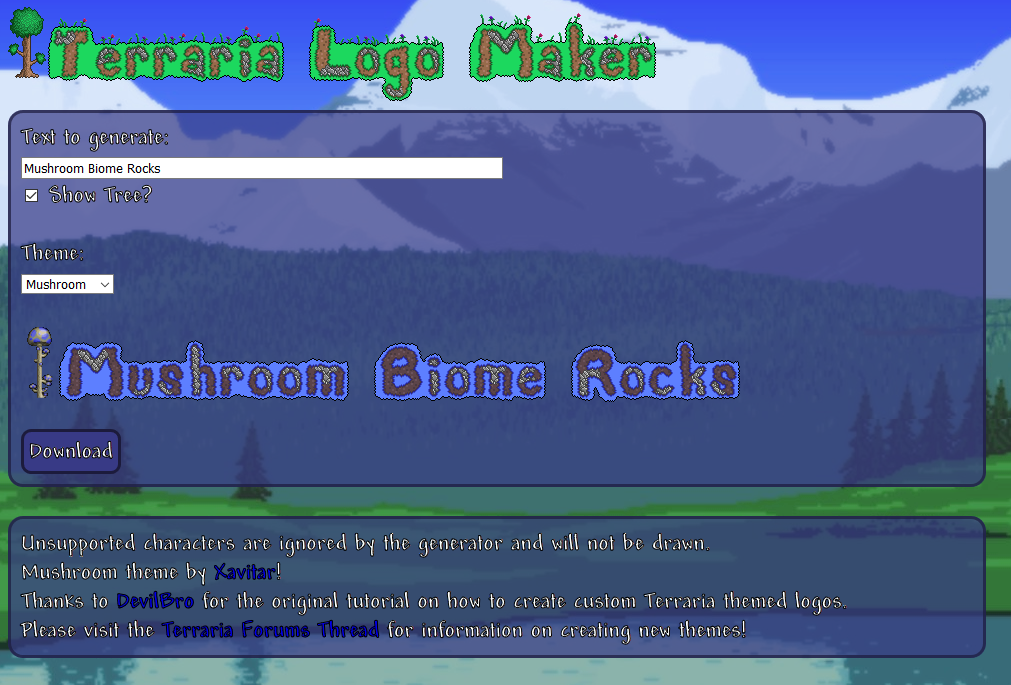 Terraria Logo Maker
Text to generate:
Mushroom Biome Rocks
Show Tree?
Theme:
Mushroom
Mushroom Biome Rocks
Download
Unsupported characters are ignored by the generator and will not be drawn.
Mushroom theme by Xavitar!
Thanks to DevilBro for the original tutorial on how to create custom Terraria themed logos.
Please visit the Terraria Forums Thread for information on creating new themes!